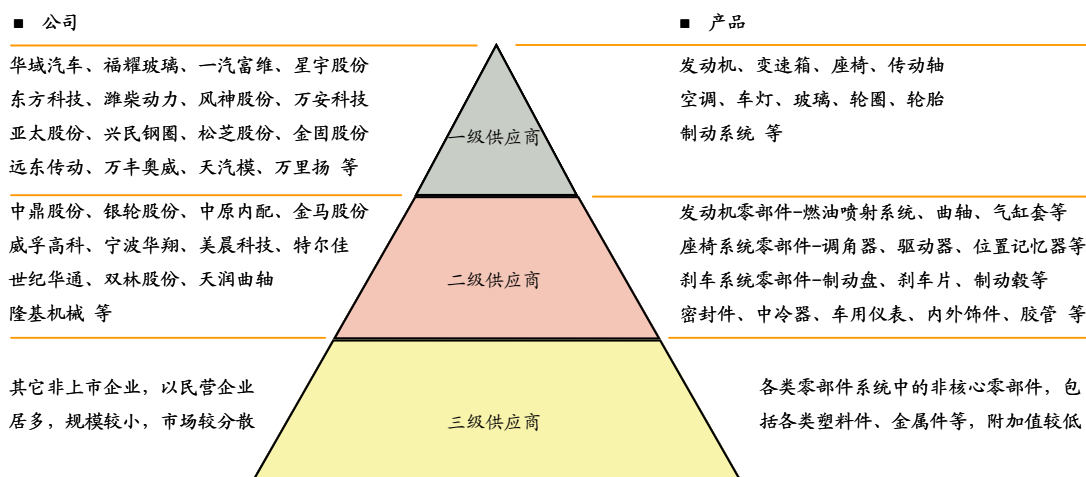 ■ 公司
华域汽车、福耀玻璃、一汽富维、星宇股份
东方科技、潍柴动力、风神股份、万安科技
亚太股份、兴民钢圈、松芝股份、金固股份
远东传动、万丰奥威、天汽模、万里扬 等
中鼎股份、银轮股份、中原内配、金马股份
威孚高科、宁波华翔、美晨科技、特尔佳
世纪华通、双林股份、天润曲轴
隆基机械 等
其它非上市企业，以民营企业
居多，规模较小，市场较分散
一级供应商
二级供应商
三级供应商
■ 产品
发动机、变速箱、座椅、传动轴
空调、车灯、玻璃、轮圈、轮胎
制动系统 等
发动机零部件-燃油喷射系统、曲轴、气缸套等
座椅系统零部件-调角器、驱动器、位置记忆器等
刹车系统零部件-制动盘、刹车片、制动毂等
密封件、中冷器、车用仪表、内外饰件、胶管 等
各类零部件系统中的非核心零部件，包
括各类塑料件、金属件等，附加值较低